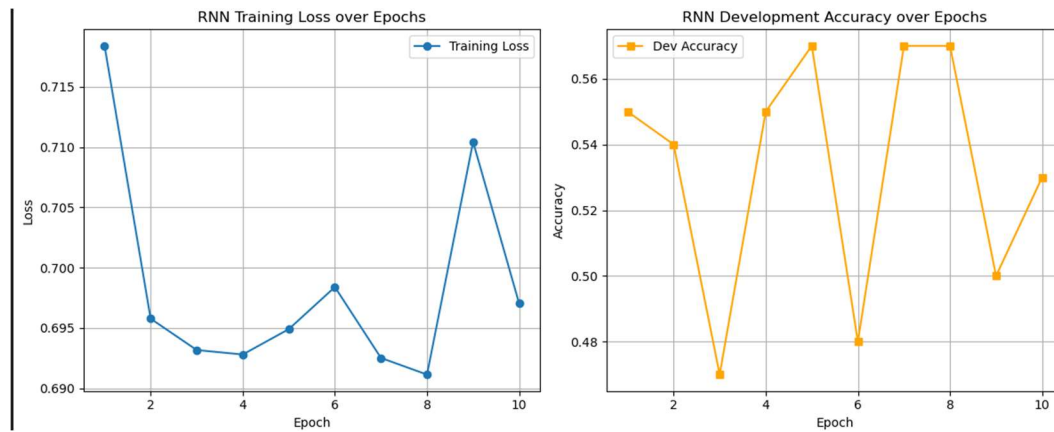 RNN Training Loss over Epochs
Training Loss
0.715
0.710
0.705
0.700
0.695
0.690
Loss
2 4 6 8 10
Epoch
RNN Development Accuracy over Epochs
Dev Accuracy
0.56
0.54
0.52
0.50
0.48
Accuracy
2 4 6 8 10
Epoch